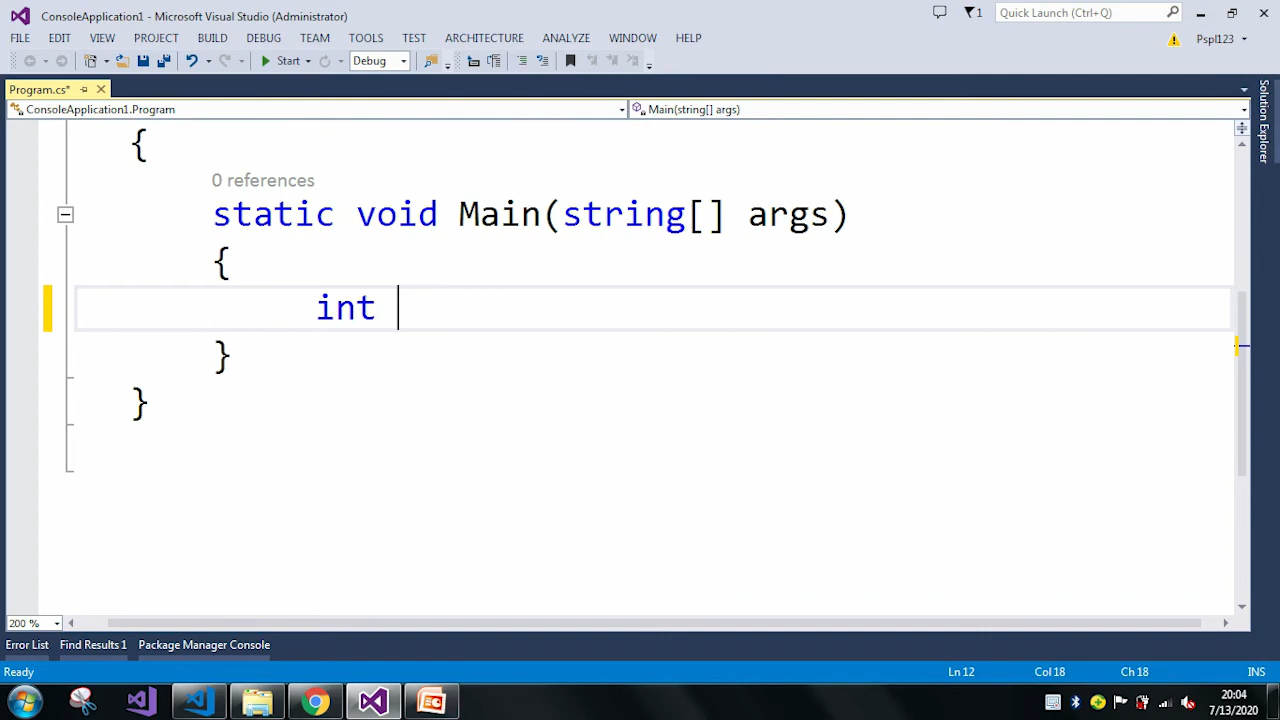 ConsoleApplication1 - Microsoft Visual Studio (Administrator)
1
Quick Launch (Ctrl+Q)
FILE EDIT VIEW PROJECT BUILD DEBUG TEAM TOOLS TEST ARCHITECTURE ANALYZE WINDOW HELP
Pspl123
Start
Debug
Program.cs*
ConsoleApplication1.Program
Main(string[] args)
Solution Explorer
{
0 references
static void Main(string[] args)
{
int
}
}
200 %
Error List Find Results 1 Package Manager Console
Ready
Ln 12
Col 18
Ch 18
INS
20:04
7/13/2020